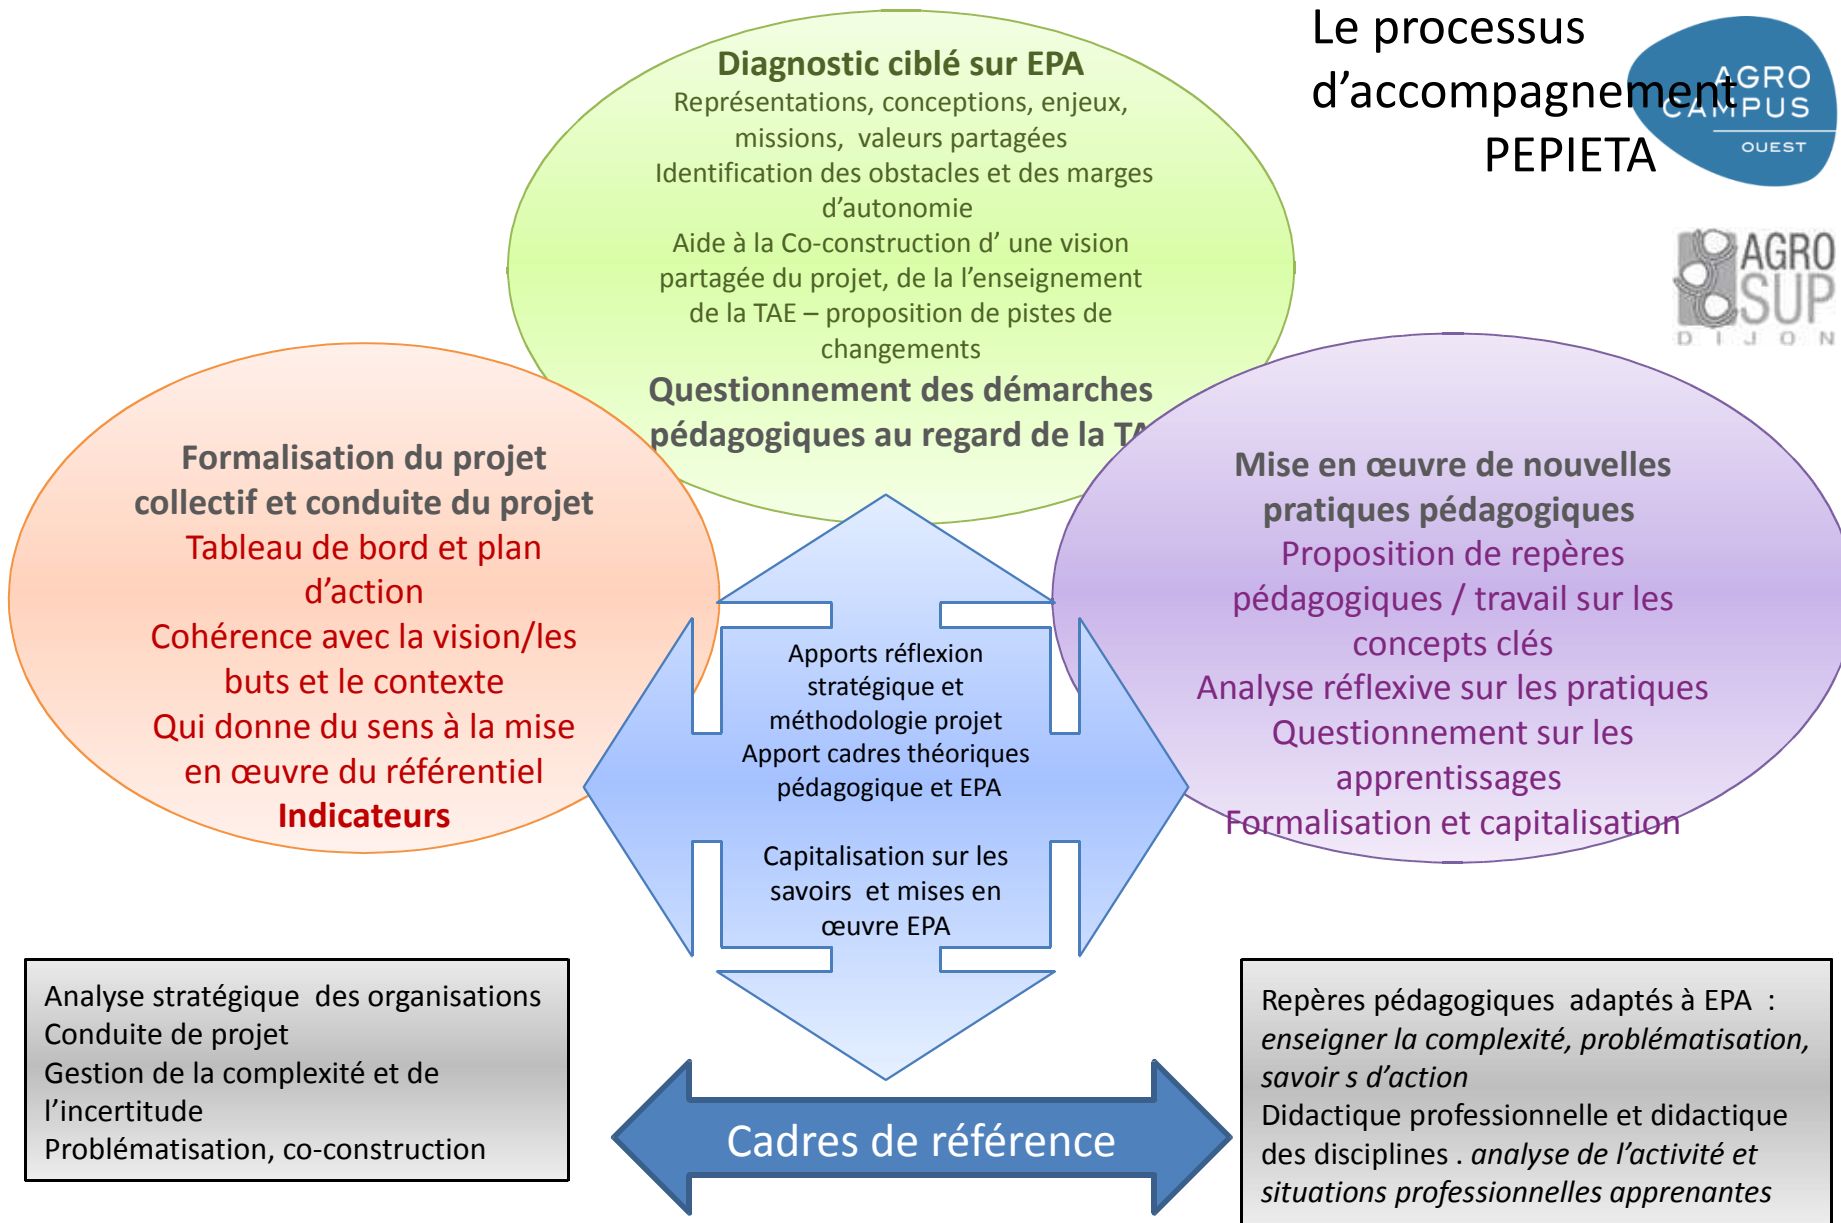 Le processus
d’accompagnement
PEPIETA
AGRO
CAMPUS
OUEST
AGRO
SUP
DIJON
Diagnostic ciblé sur EPA
Représentations, conceptions, enjeux,
missions, valeurs partagées
Identification des obstacles et des marges
d’autonomie
Aide à la Co-construction d’ une vision
partagée du projet, de la l’enseignement
de la TAE – proposition de pistes de
changements
Questionnement des démarches
pédagogiques au regard de la
Formalisation du projet
collectif et conduite du projet
Tableau de bord et plan
d’action
Cohérence avec la vision/les
buts et le contexte
Qui donne du sens à la mise
en œuvre du référentiel
Indicateurs
Mise en œuvre de nouvelles
pratiques pédagogiques
Proposition de repères
pédagogiques / travail sur les
concepts clés
Analyse réflexive sur les pratiques
Questionnement sur les
apprentissages
Formalisation et capitalisation
Apports réflexion
stratégique et
méthodologie projet
Apport cadres théoriques
pédagogique et EPA
Capitalisation sur les
savoirs et mises en
œuvre EPA
Analyse stratégique des organisations
Conduite de projet
Gestion de la complexité et de
l’incertitude
Problématisation, co-construction
Cadres de référence
Repères pédagogiques adaptés à EPA :
enseigner la complexité, problématisation,
savoir s d’action
Didactique professionnelle et didactique
des disciplines . analyse de l’activité et
situations professionnelles apprenantes